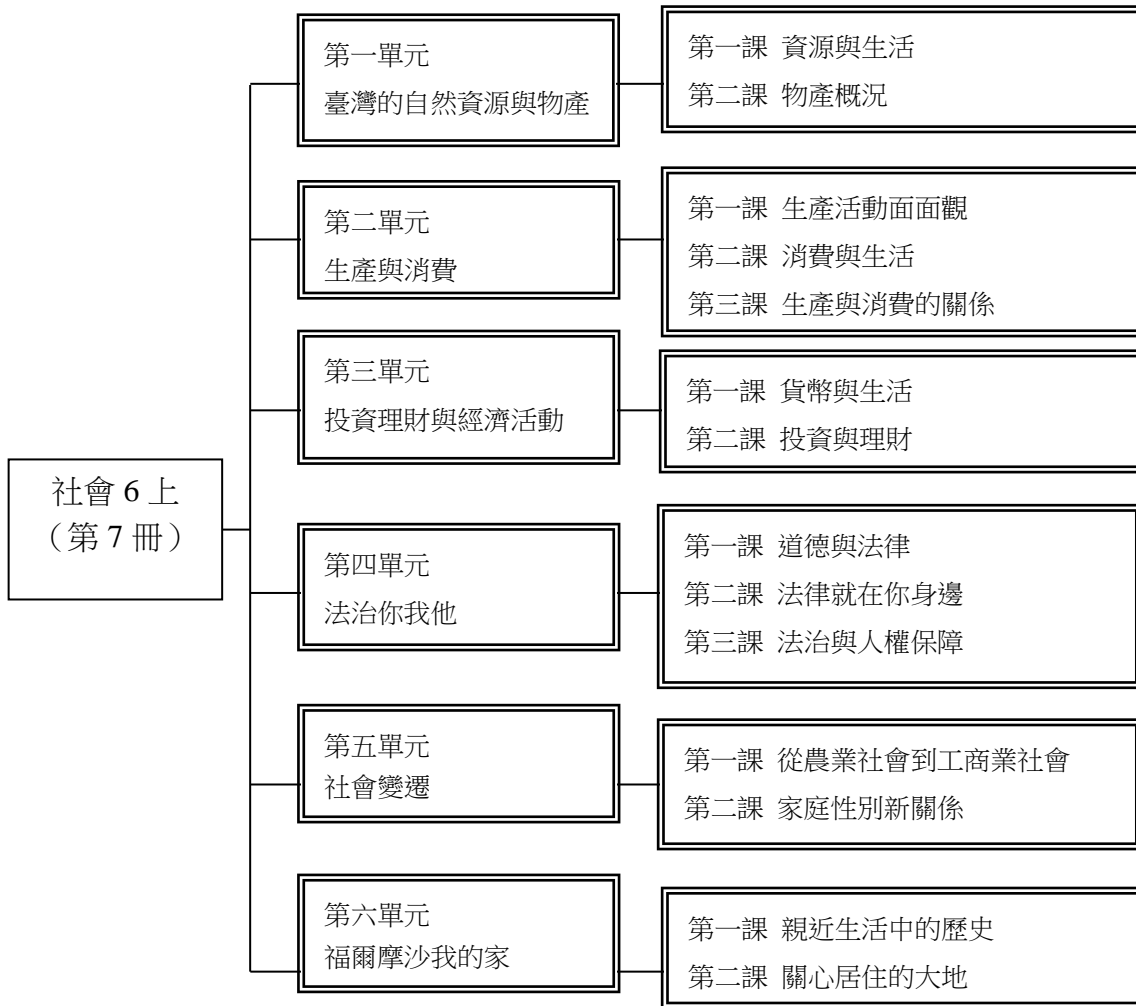 社會 6 上
（第 7 冊）
第一單元
臺灣的自然資源與物產
第一課 資源與生活
第二課 物產概況
第二單元
生產與消費
第一課 生產活動面面觀
第二課 消費與生活
第三課 生產與消費的關係
第三單元
投資理財與經濟活動
第一課 貨幣與生活
第二課 投資與理財
第四單元
法治你我他
第一課 道德與法律
第二課 法律就在你身邊
第三課 法治與人權保障
第五單元
社會變遷
第一課 從農業社會到工商業社會
第二課 家庭性別新關係
第六單元
福爾摩沙我的家
第一課 親近生活中的歷史
第二課 關心居住的大地